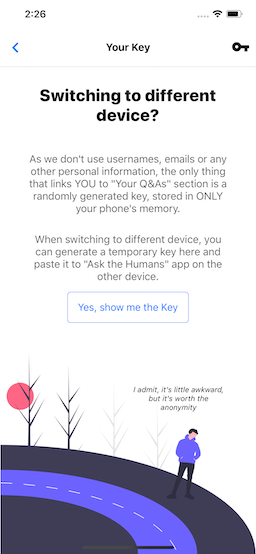 2:26
Your Key
Switching to different
device?
As we don't use usernames, emails or any
other personal information, the only thing
that links YOU to "Your Q&As" section is a
randomly generated key, stored in ONLY
your phone's memory.
When switching to different device, you
can generate a temporary key here and
paste it to "Ask the Humans" app on the
other device.
Yes, show me the Key
I admit, it's little awkward,
but it's worth the
anonymity